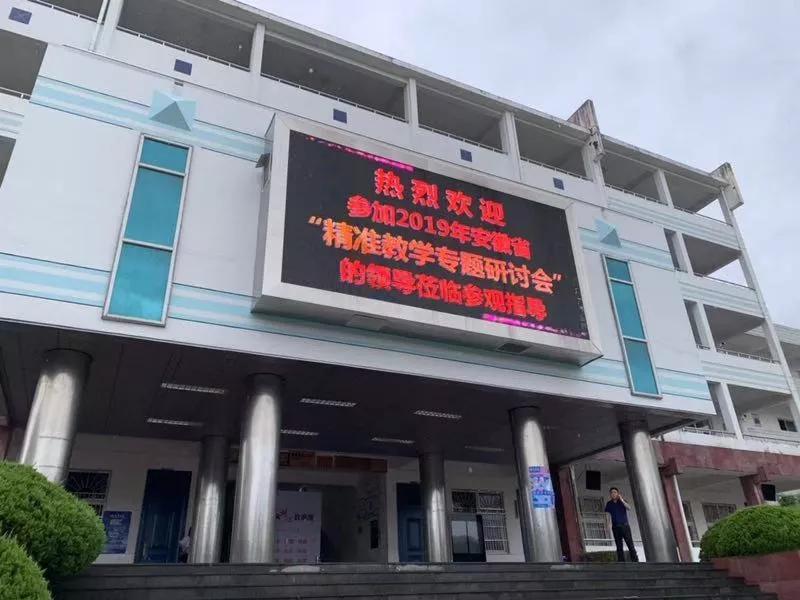 热烈欢迎
参加2019年安徽省
“精准教学专题研讨会”
的领导莅临参观指导